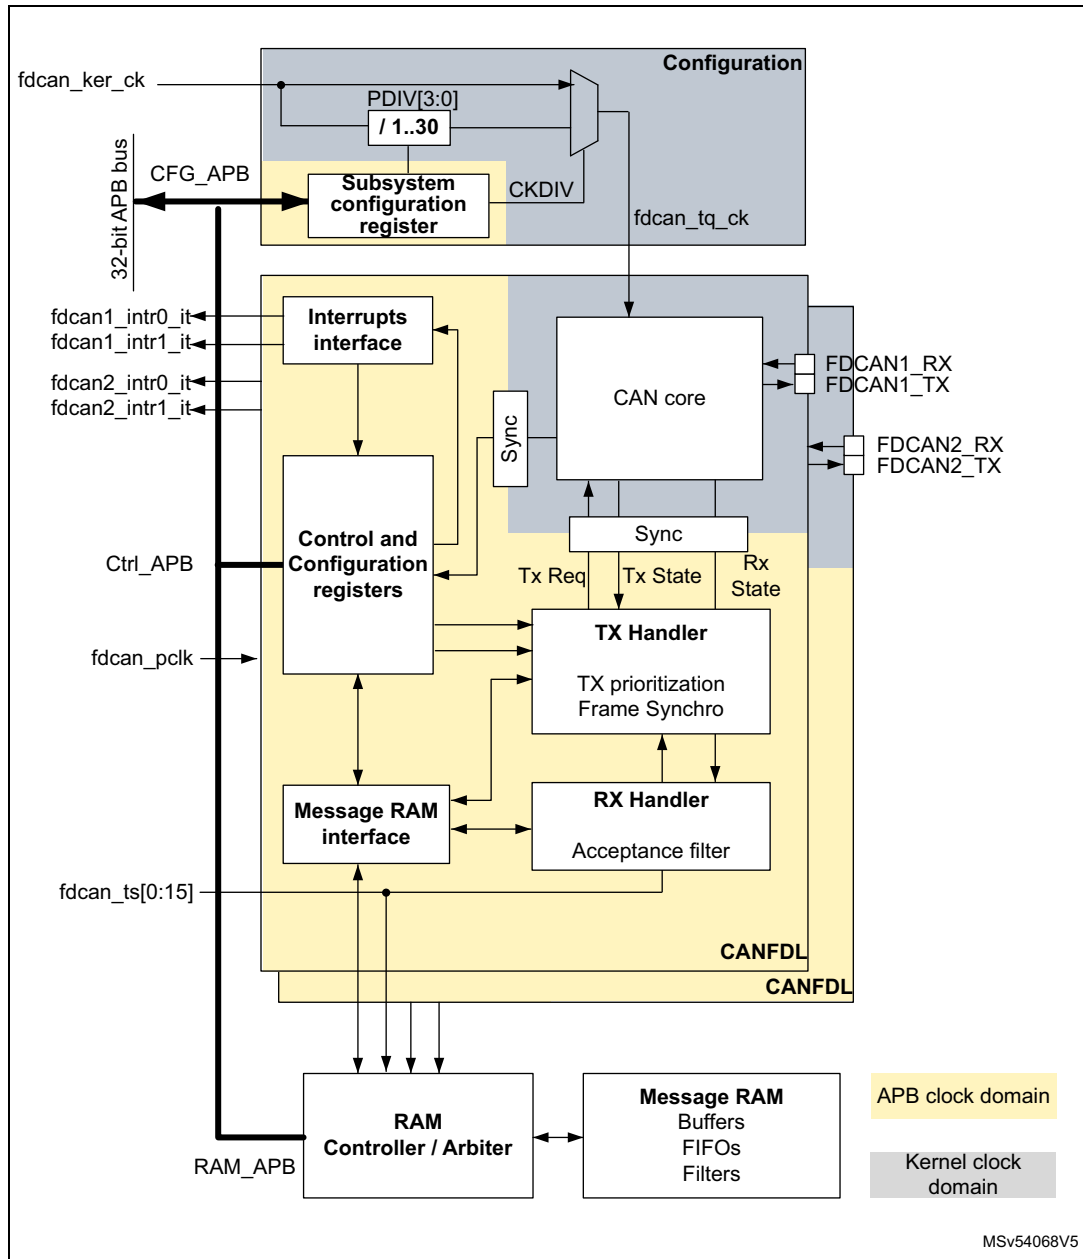 Configuration
fdcan_ker_ck
PDIV[3:0]
/ 1..30
CFG_APB
32-bit APB bus
Subsystem
configuration
register
CKDIV
fdcan_tq_ck
fdcan1_intr0_it
fdcan1_intr1_it
fdcan2_intr0_it
fdcan2_intr1_it
Interrupts
interface
CAN core
FDCAN1_RX
FDCAN1_TX
FDCAN2_RX
FDCAN2_TX
Sync
Sync
Control and
Configuration
registers
Ctrl_APB
Tx Req
Tx State
Rx
State
fdcan_pclk
TX Handler
TX prioritization
Frame Synchro
Message RAM
interface
RX Handler
Acceptance filter
fdcan_ts[0:15]
CANFDL
CANFDL
RAM
Controller / Arbiter
RAM_APB
Message RAM
Buffers
FIFOs
Filters
APB clock domain
Kernel clock
domain
MSv54068V5